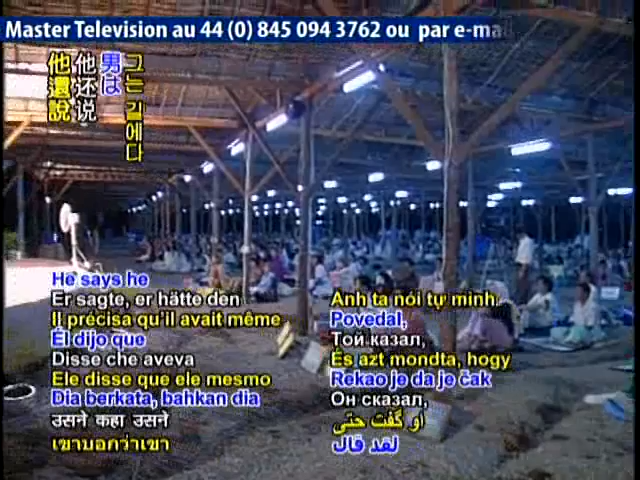 Master Television au 44 (0) 845 094 3762 ou par e-mai
他還說
他还说
男は
그는 길에다
He says he
Er sagte, er hätte den
Il précisa qu'il avait même
Él dijo que
Disse che aveva
Ele disse que ele mesmo
Dia berkata, bahkan dia
उसने कहा उसने
เขาบอกว่าเขา
Anh ta nói tự mình
Povedal,
Той казал,
És azt mondta, hogy
Rekao je da je čak
Он сказал,
او گفت حتی
لقد قال